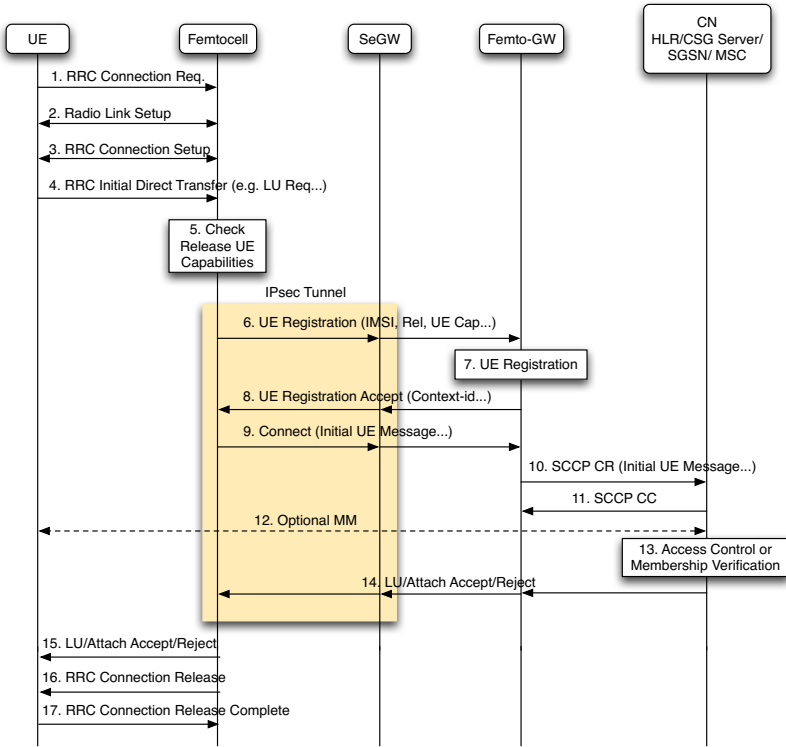 CN
HLR/CSG Server/
SGSN/ MSC
UE
Femtocell
SeGW
Femto-GW
1. RRC Connection Req.
2. Radio Link Setup
3. RRC Connection Setup
4. RRC Initial Direct Transfer (e.g. LU Req...)
5. Check
Release UE
Capabilities
IPsec Tunnel
6. UE Registration (IMSI, Rel, UE Cap...)
7. UE Registration
8. UE Registration Accept (Context-id...)
9. Connect (Initial UE Message...)
10. SCCP CR (Initial UE Message...)
11. SCCP CC
12. Optional MM
13. Access Control or
Membership Verification
14. LU/Attach Accept/Reject
15. LU/Attach Accept/Reject
16. RRC Connection Release
17. RRC Connection Release Complete